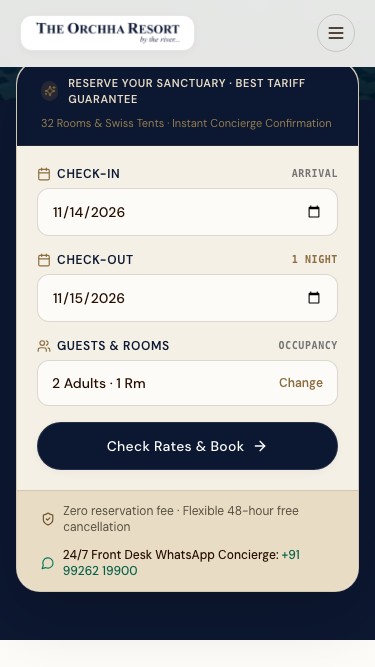 THE ORCHHA RESORT
by the river...
RESERVE YOUR SANCTUARY · BEST TARIFF
GUARANTEE
32 Rooms & Swiss Tents · Instant Concierge Confirmation
CHECK-IN ARRIVAL
11/14/2026
CHECK-OUT 1 NIGHT
11/15/2026
GUESTS & ROOMS OCCUPANCY
2 Adults · 1 Rm Change
Check Rates & Book →
Zero reservation fee · Flexible 48-hour free
cancellation
24/7 Front Desk WhatsApp Concierge: +91
99262 19900